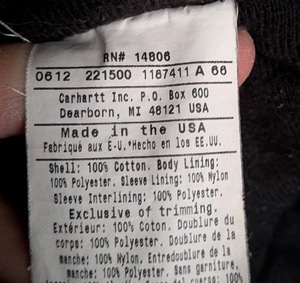 RN# 14806
0612 221500 1187411 A 66
Carhartt Inc. P.O. Box 600
Dearborn, MI 48121 USA
Made in the USA
Fabriqué aux E-U.*Hecho en los EE.UU.
Shell: 100% Cotton. Body Lining:
100% Polyester. Sleeve Lining: 100% Nylon
Sleeve Interlining: 100% Polyester.
Exclusive of trimming.
Extérieur: 100% Coton. Doublure du
corps: 100% Polyester. Doublure de la
manche: 100% Nylon, Entredoublure de la
manche: 100% Polyester. Sans garniture.
100%